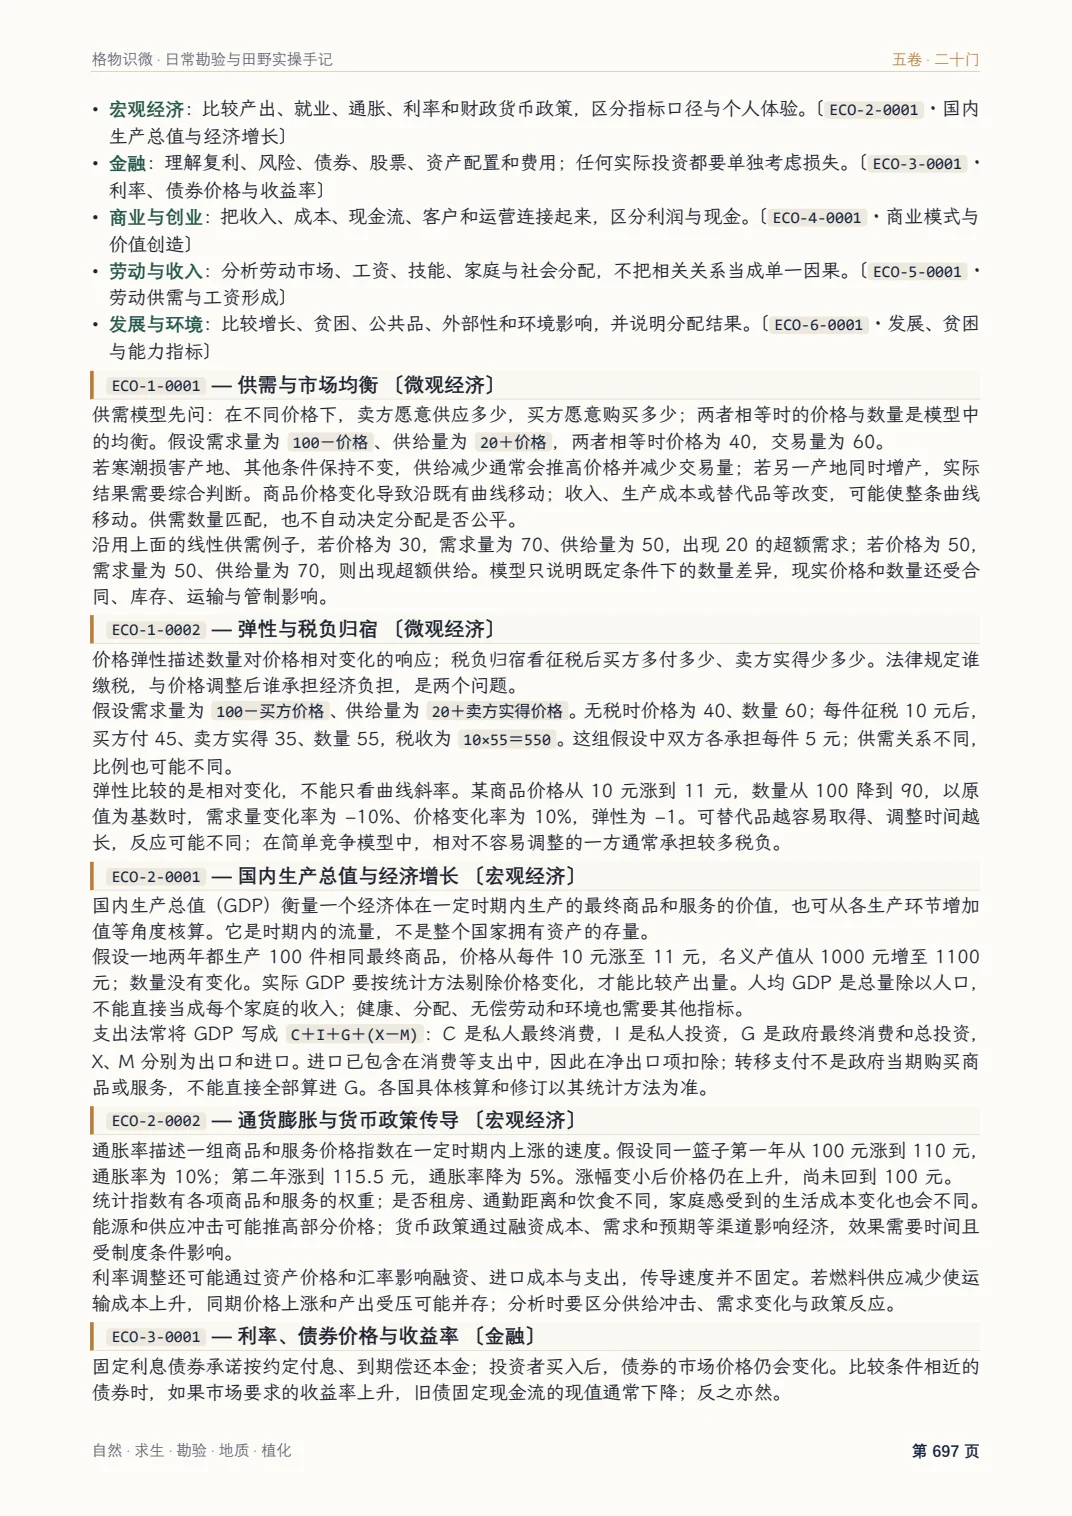 格物识微 · 日常勘验与田野实操手记
五卷 · 二十门
• 宏观经济：比较产出、就业、通胀、利率和财政货币政策，区分指标口径与个人体验。〔ECO-2-0001・国内
生产总值与经济增长〕
• 金融：理解复利、风险、债券、股票、资产配置和费用；任何实际投资都要单独考虑损失。〔ECO-3-0001・
利率、债券价格与收益率〕
• 商业与创业：把收入、成本、现金流、客户和运营连接起来，区分利润与现金。〔ECO-4-0001・商业模式与
价值创造〕
• 劳动与收入：分析劳动市场、工资、技能、家庭与社会分配，不把相关关系当成单一因果。〔ECO-5-0001・
劳动供需与工资形成〕
• 发展与环境：比较增长、贫困、公共品、外部性和环境影响，并说明分配结果。〔ECO-6-0001・发展、贫困
与能力指标〕
ECO-1-0001 — 供需与市场均衡 〔微观经济〕
供需模型先问：在不同价格下，卖方愿意供应多少，买方愿意购买多少；两者相等时的价格与数量是模型中
的均衡。假设需求量为 100－价格、供给量为 20＋价格，两者相等时价格为 40，交易量为 60。
若寒潮损害产地、其他条件保持不变，供给减少通常会推高价格并减少交易量；若另一产地同时增产，实际
结果需要综合判断。商品价格变化导致沿既有曲线移动；收入、生产成本或替代品等改变，可能使整条曲线
移动。供需数量匹配，也不自动决定分配是否公平。
沿用上面的线性供需例子，若价格为 30，需求量为 70、供给量为 50，出现 20 的超额需求；若价格为 50，
需求量为 50、供给量为 70，则出现超额供给。模型只说明既定条件下的数量差异，现实价格和数量还受合
同、库存、运输与管制影响。
ECO-1-0002 — 弹性与税负归宿 〔微观经济〕
价格弹性描述数量对价格相对变化的响应；税负归宿看征税后买方多付多少、卖方实得少多少。法律规定谁
缴税，与价格调整后谁承担经济负担，是两个问题。
假设需求量为 100－买方价格、供给量为 20＋卖方实得价格。无税时价格为 40、数量 60；每件征税 10 元后，
买方付 45、卖方实得 35、数量 55，税收为 10×55＝550。这组假设中双方各承担每件 5 元；供需关系不同，
比例也可能不同。
弹性比较的是相对变化，不能只看曲线斜率。某商品价格从 10 元涨到 11 元，数量从 100 降到 90，以原
值为基数时，需求量变化率为 −10%、价格变化率为 10%，弹性为 −1。可替代品越容易取得、调整时间越
长，反应可能不同；在简单竞争模型中，相对不容易调整的一方通常承担较多税负。
ECO-2-0001 — 国内生产总值与经济增长 〔宏观经济〕
国内生产总值（GDP）衡量一个经济体在一定时期内生产的最终商品和服务的价值，也可从各生产环节增加
值等角度核算。它是时期内的流量，不是整个国家拥有资产的存量。
假设一地两年都生产 100 件相同最终商品，价格从每件 10 元涨至 11 元，名义产值从 1000 元增至 1100
元；数量没有变化。实际 GDP 要按统计方法剔除价格变化，才能比较产出量。人均 GDP 是总量除以人口，
不能直接当成每个家庭的收入；健康、分配、无偿劳动和环境也需要其他指标。
支出法常将 GDP 写成 C＋I＋G＋(X－M)：C 是私人最终消费，I 是私人投资，G 是政府最终消费和总投资，
X、M 分别为出口和进口。进口已包含在消费等支出中，因此在净出口项扣除；转移支付不是政府当期购买商
品或服务，不能直接全部算进 G。各国具体核算和修订以其统计方法为准。
ECO-2-0002 — 通货膨胀与货币政策传导 〔宏观经济〕
通胀率描述一组商品和服务价格指数在一定时期内上涨的速度。假设同一篮子第一年从 100 元涨到 110 元，
通胀率为 10%；第二年涨到 115.5 元，通胀率降为 5%。涨幅变小后价格仍在上升，尚未回到 100 元。
统计指数有各项商品和服务的权重；是否租房、通勤距离和饮食不同，家庭感受到的生活成本变化也会不同。
能源和供应冲击可能推高部分价格；货币政策通过融资成本、需求和预期等渠道影响经济，效果需要时间且
受制度条件影响。
利率调整还可能通过资产价格和汇率影响融资、进口成本与支出，传导速度并不固定。若燃料供应减少使运
输成本上升，同期价格上涨和产出受压可能并存；分析时要区分供给冲击、需求变化与政策反应。
ECO-3-0001 — 利率、债券价格与收益率 〔金融〕
固定利息债券承诺按约定付息、到期偿还本金；投资者买入后，债券的市场价格仍会变化。比较条件相近的
债券时，如果市场要求的收益率上升，旧债固定现金流的现值通常下降；反之亦然。
自然 · 求生 · 勘验 · 地质 · 植化
第 697 页